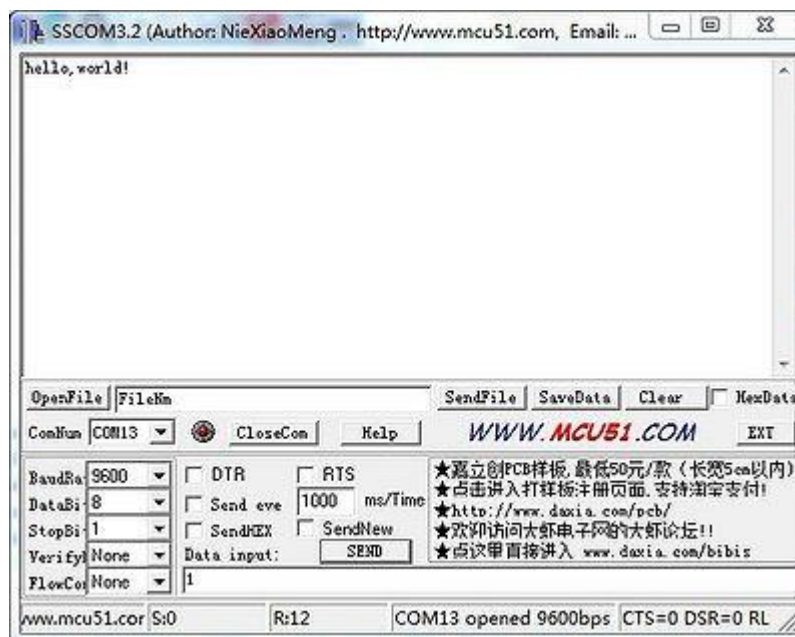 SSCOM3.2 (Author: NieXiaoMeng . http://www.mcu51.com, Email: ...
hello,world!
OpenFile FileNm SendFile SaveData Clear HexData
ComNum COM13 CloseCom Help WWW.MCU51.COM EXT
BaudRa 9600 DTR RTS
DataBi 8 Send eve 1000 ms/Time
StopBi 1 SendHEX SendNew
Verify None Data input: SEND
FlowCo None 1
★嘉立创PCB样板,最低50元/款(长宽5cm以内)
★点击进入打样板注册页面.支持淘宝支付!
★http://www.daxia.com/pcb/
★欢迎访问大虾电子网的大虾论坛!!
★点这里直接进入 www.daxia.com/bibis
www.mcu51.cor S:0 R:12 COM13 opened 9600bps CTS=0 DSR=0 RL